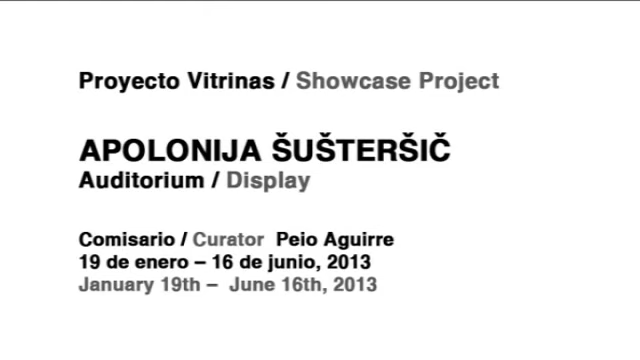 Proyecto Vitrinas / Showcase Project
APOLONIJA ŠUŠTERŠIČ
Auditorium / Display
Comisario / Curator Peio Aguirre
19 de enero – 16 de junio, 2013
January 19th – June 16th, 2013